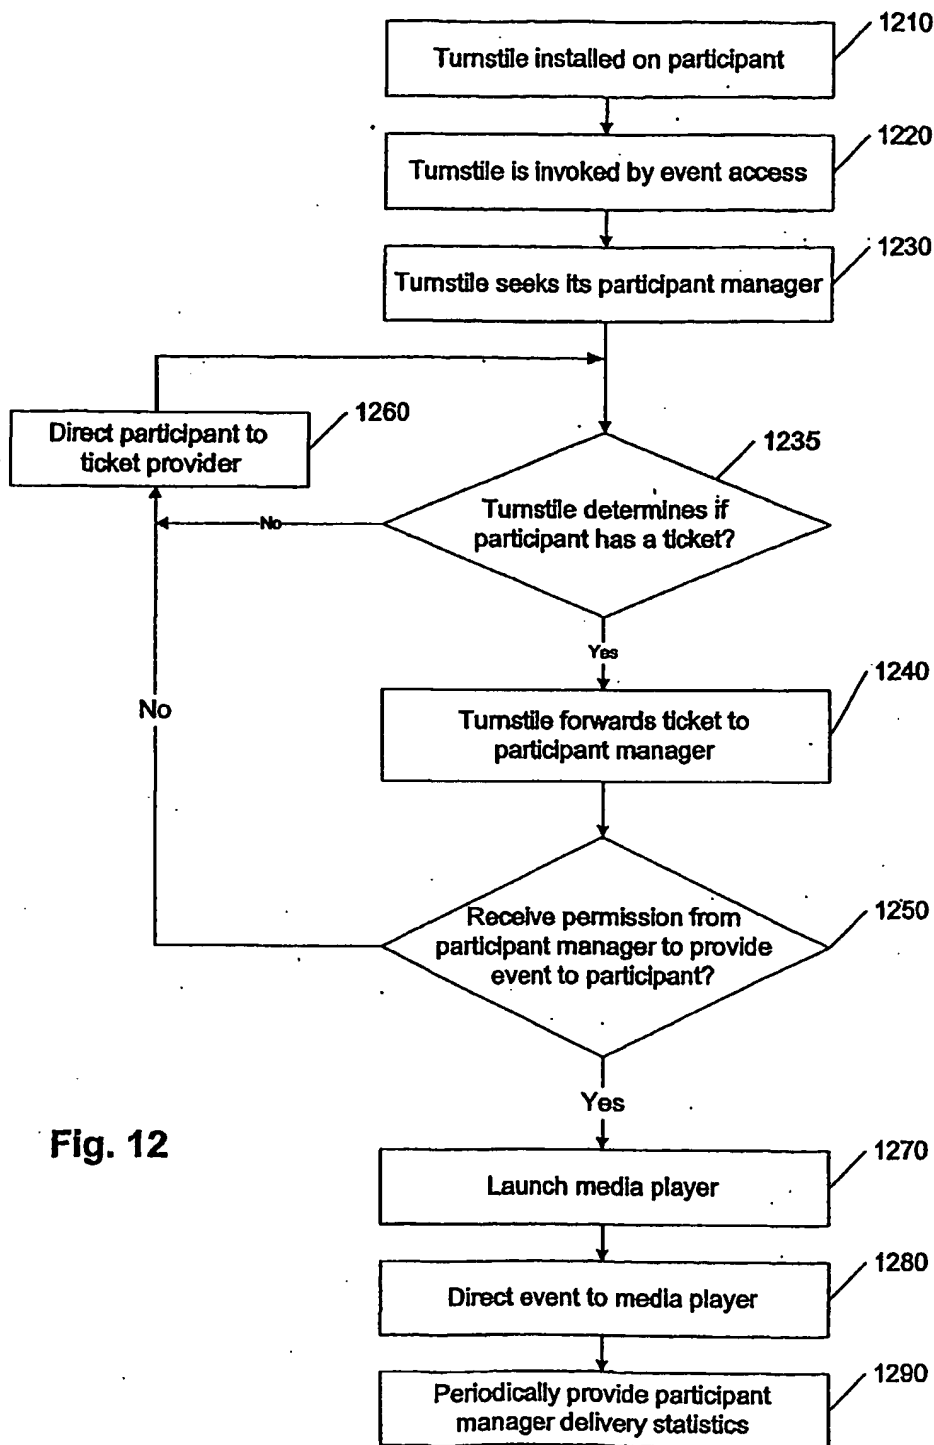 1210
Turnstile installed on participant
1220
Turnstile is invoked by event access
1230
Turnstile seeks its participant manager
1260
Direct participant to
ticket provider
1235
Turnstile determines if
participant has a ticket?
No
Yes
1240
Turnstile forwards ticket to
participant manager
No
1250
Receive permission from
participant manager to provide
event to participant?
Yes
Fig. 12
1270
Launch media player
1280
Direct event to media player
1290
Periodically provide participant
manager delivery statistics